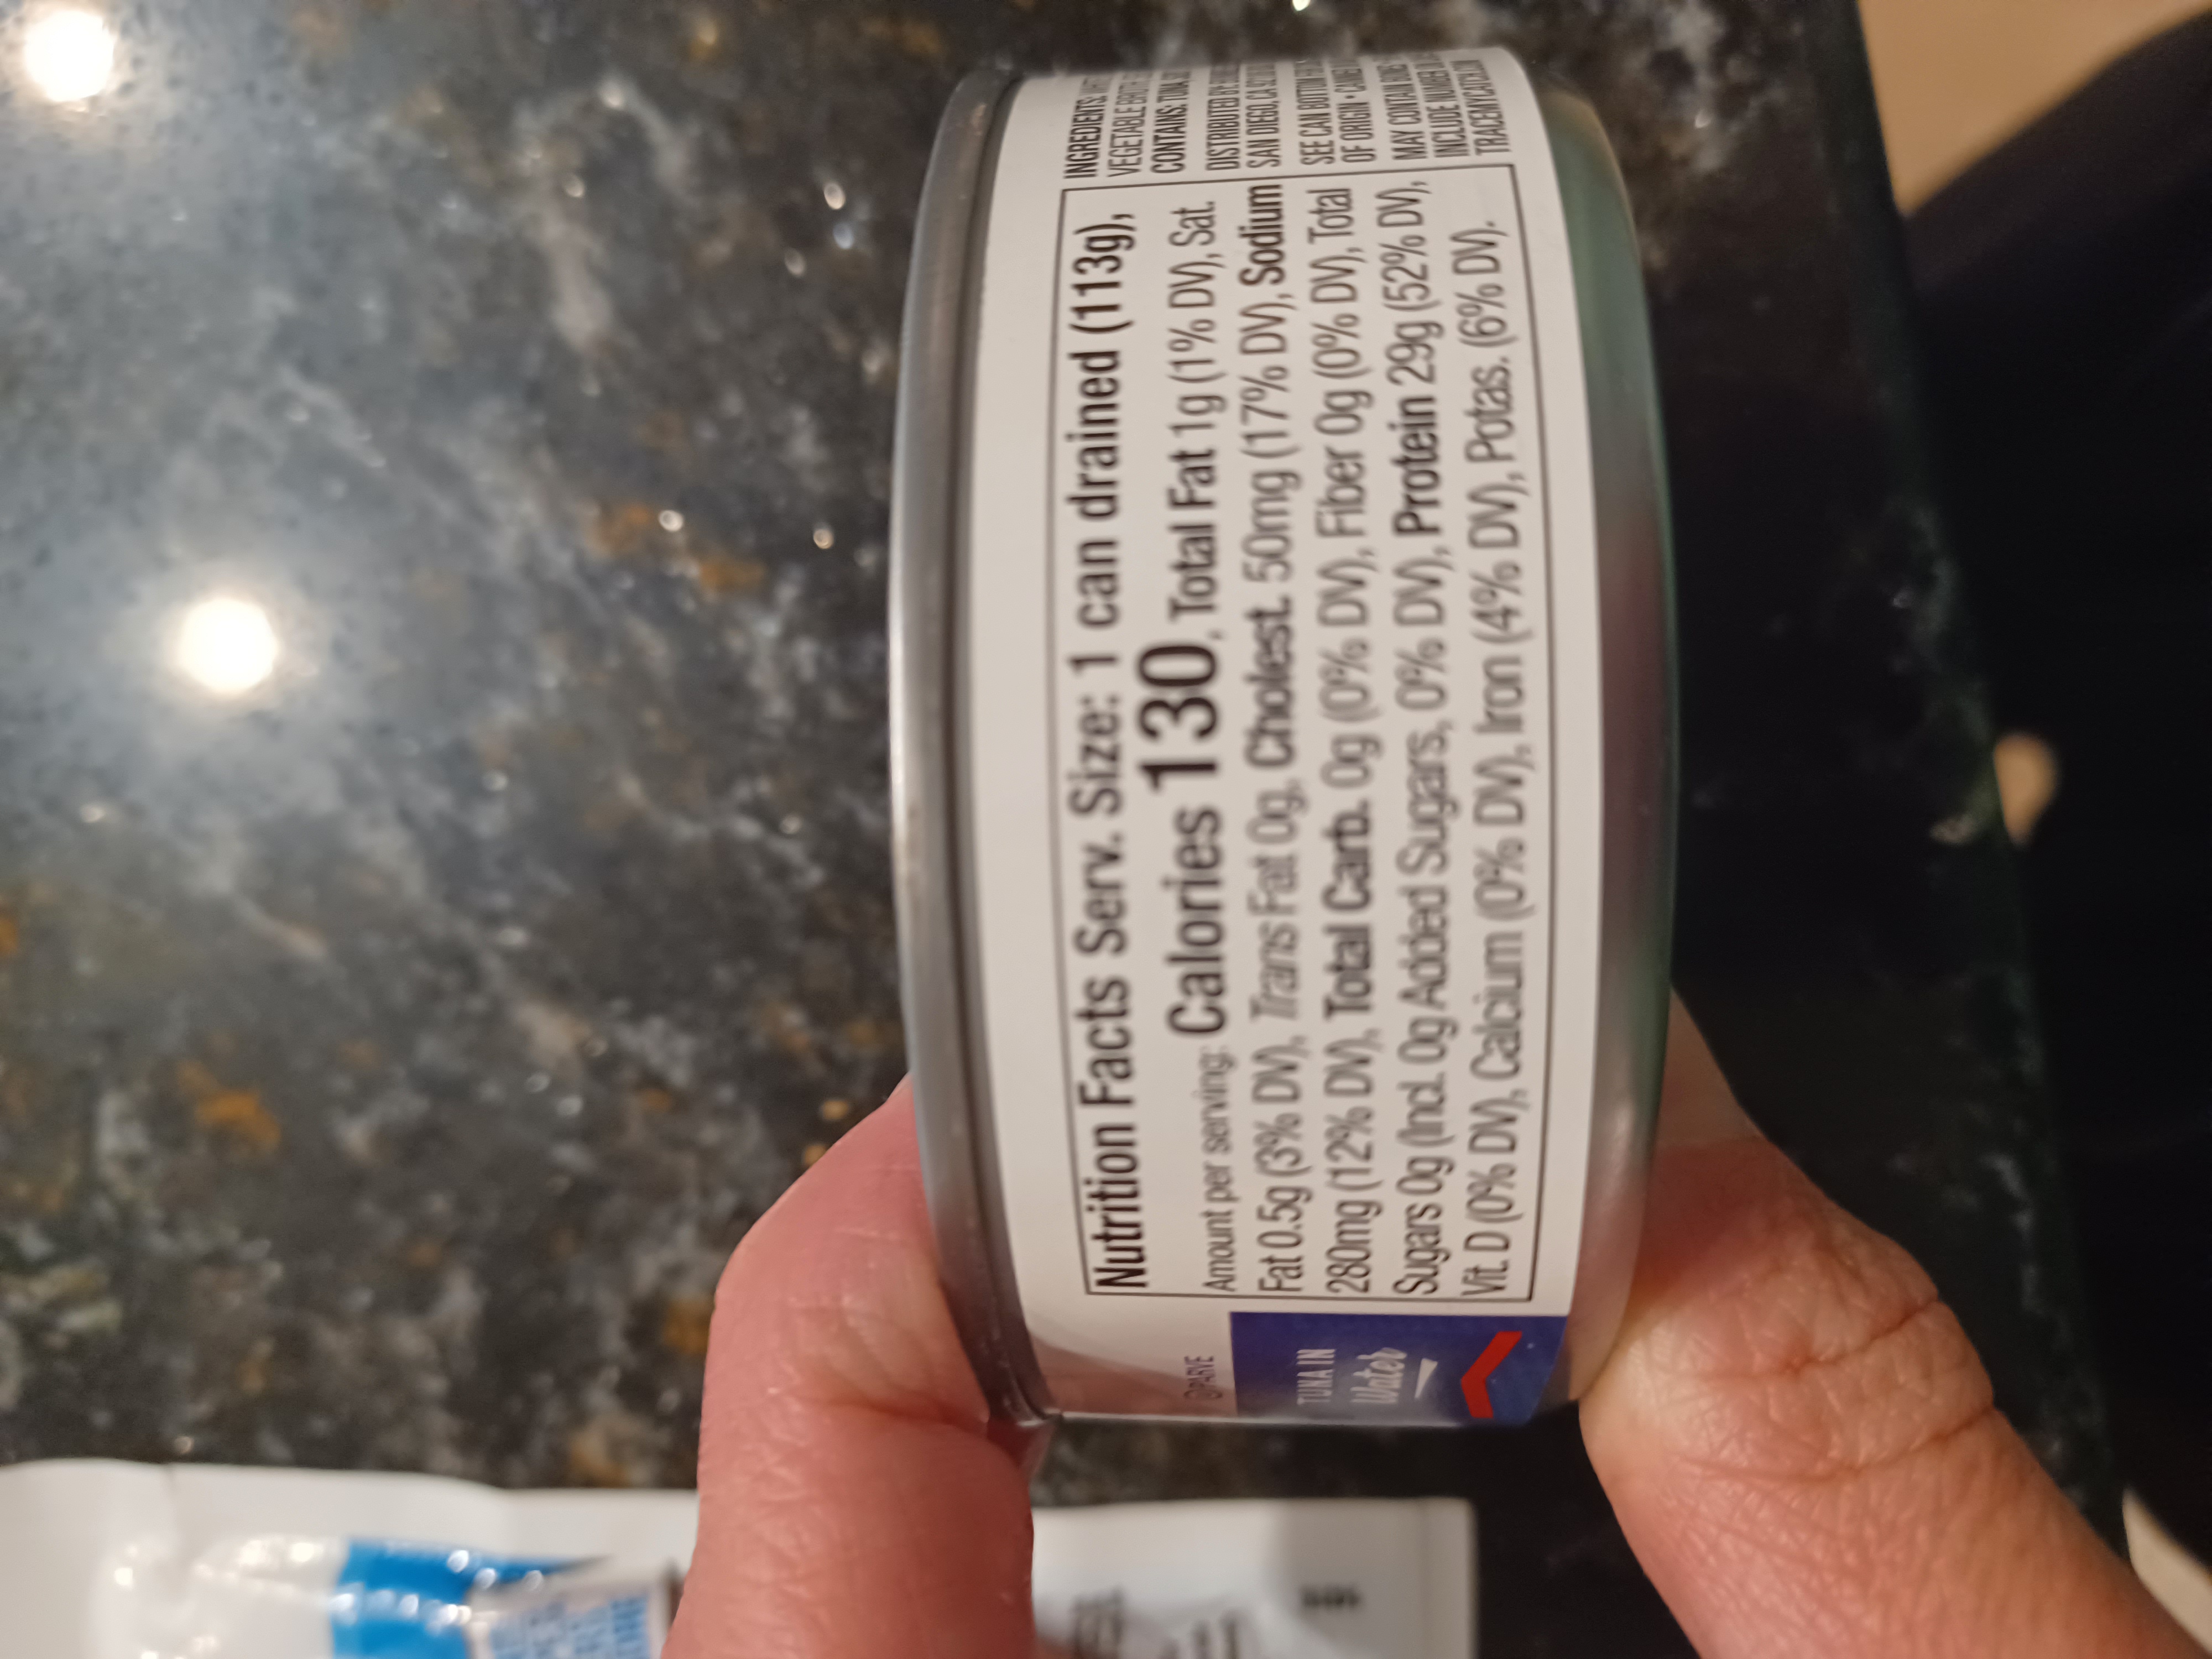 Nutrition Facts Serv. Size: 1 can drained (113g),
Amount per serving: Calories 130, Total Fat 1g (1% DV), Sat.
Fat 0.5g (3% DV), Trans Fat 0g, Cholest. 50mg (17% DV), Sodium
280mg (12% DV), Total Carb. 0g (0% DV), Fiber 0g (0% DV), Total
Sugars 0g (Incl. 0g Added Sugars, 0% DV), Protein 29g (52% DV),
Vit. D (0% DV), Calcium (0% DV), Iron (4% DV), Potas. (6% DV).
PARVE
TUNA IN
Water
INGREDIENTS:
VEGETABLE BROTH
CONTAINS: TUNA
DISTRIBUTED BY:
SAN DIEGO, CA
SEE CAN BOTTOM FOR
OF ORIGIN •
MAY CONTAIN BONES
INCLUDE NUMBER